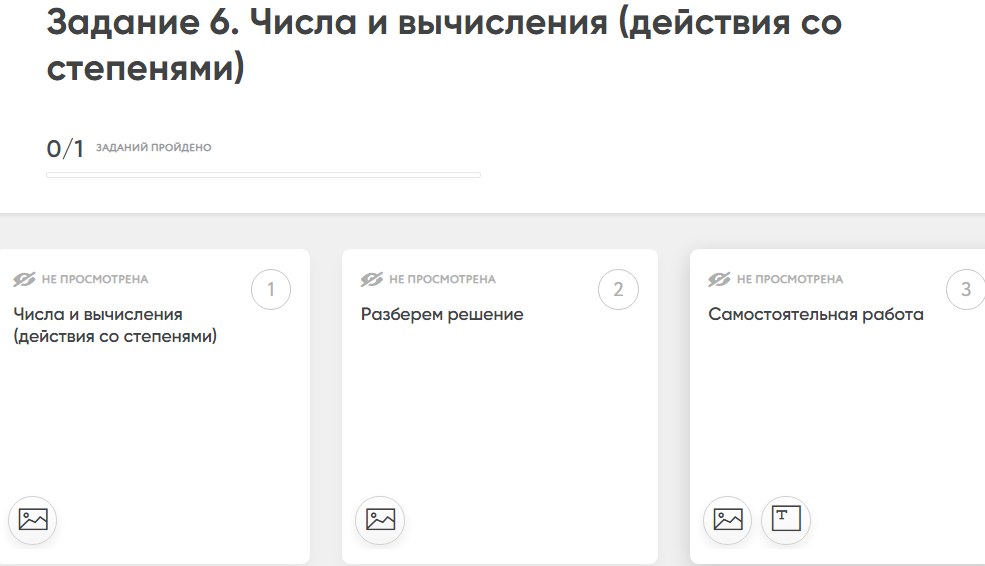 Задание 6. Числа и вычисления (действия со
степенями)
0/1 ЗАДАНИЙ ПРОЙДЕНО
НЕ ПРОСМОТРЕНА
1
Числа и вычисления
(действия со степенями)
НЕ ПРОСМОТРЕНА
2
Разберем решение
НЕ ПРОСМОТРЕНА
3
Самостоятельная работа
T